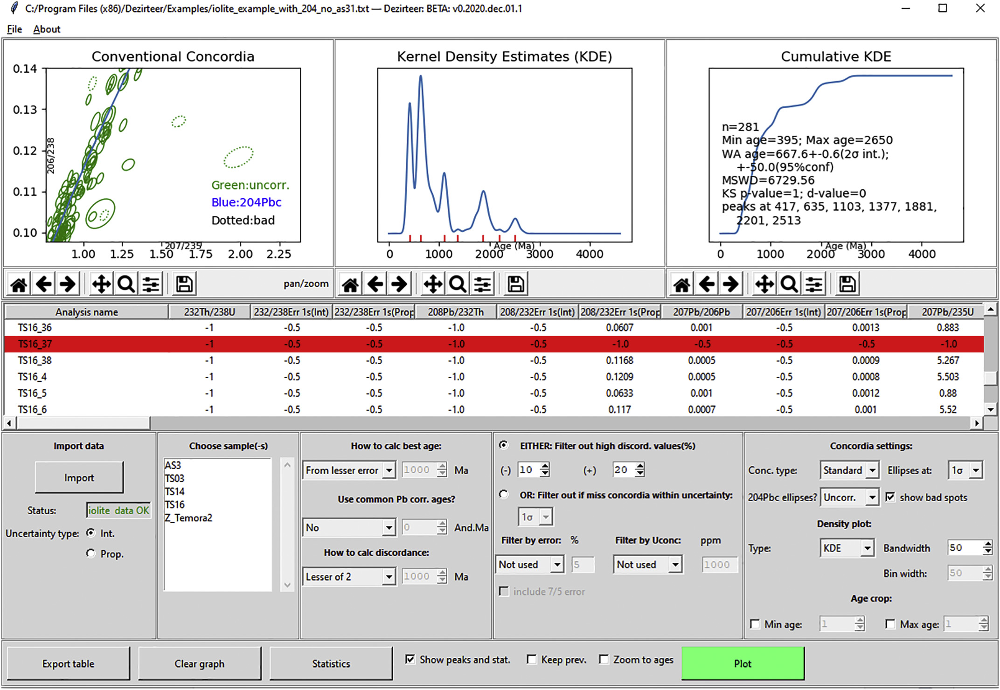 C:/Program Files (x86)/Dezirteer/Examples/iolite_example_with_204_no_as31.txt — Dezirteer: BETA: v0.2020.dec.01.1
File About
Conventional Concordia
0.14
0.13
0.12
0.11
0.10
206/238
Green:uncorr.
Blue:204Pbc
Dotted:bad
207/235
1.00 1.25 1.50 1.75 2.00 2.25
Kernel Density Estimates (KDE)
Age (Ma)
0 1000 2000 3000 4000
Cumulative KDE
n=281
Min age=395; Max age=2650
WA age=667.6+-0.6(2σ int.);
+-50.0(95%conf)
MSWD=6729.56
KS p-value=1; d-value=0
peaks at 417, 635, 1103, 1377, 1881,
2201, 2513
Age (Ma)
0 1000 2000 3000 4000
pan/zoom
Analysis name 232Th/238U 232/238Err 1s(Int) 232/238Err 1s(Prop 208Pb/232Th 208/232Err 1s(Int) 208/232Err 1s(Prop 207Pb/206Pb 207/206Err 1s(Int) 207/206Err 1s(Prop 207Pb/235U
TS16_36 -1 -0.5 -0.5 -1.0 -0.5 0.0607 0.001 -0.5 0.0013 0.883
TS16_37 -1 -0.5 -0.5 -1.0 -0.5 -1.0 -0.5 -0.5 -0.5 -1.0
TS16_38 -1 -0.5 -0.5 -1.0 -0.5 0.1168 0.0005 -0.5 0.0009 5.267
TS16_4 -1 -0.5 -0.5 -1.0 -0.5 0.1209 0.0005 -0.5 0.0008 5.503
TS16_5 -1 -0.5 -0.5 -1.0 -0.5 0.0633 0.001 -0.5 0.0012 0.88
TS16_6 -1 -0.5 -0.5 -1.0 -0.5 0.117 0.0007 -0.5 0.001 5.52
Import data
Import
Status: iolite data OK
Uncertainty type: Int.
Prop.
Choose sample(-s)
AS3
TS03
TS14
TS16
Z_Temora2
How to calc best age:
From lesser error 1000 Ma
Use common Pb corr. ages?
No 0 And.Ma
How to calc discordance:
Lesser of 2 1000 Ma
EITHER: Filter out high discord. values(%)
(-) 10 (+) 20
OR: Filter out if miss concordia within uncertainty:
1σ
Filter by error: % Filter by Uconc: ppm
Not used 5 Not used 1000
include 7/5 error
Concordia settings:
Conc. type: Standard Ellipses at: 1σ
204Pbc ellipses? Uncorr. show bad spots
Density plot:
Type: KDE Bandwidth 50
Bin width: 50
Age crop:
Min age: 1 Max age: 1
Export table Clear graph Statistics Show peaks and stat. Keep prev. Zoom to ages Plot